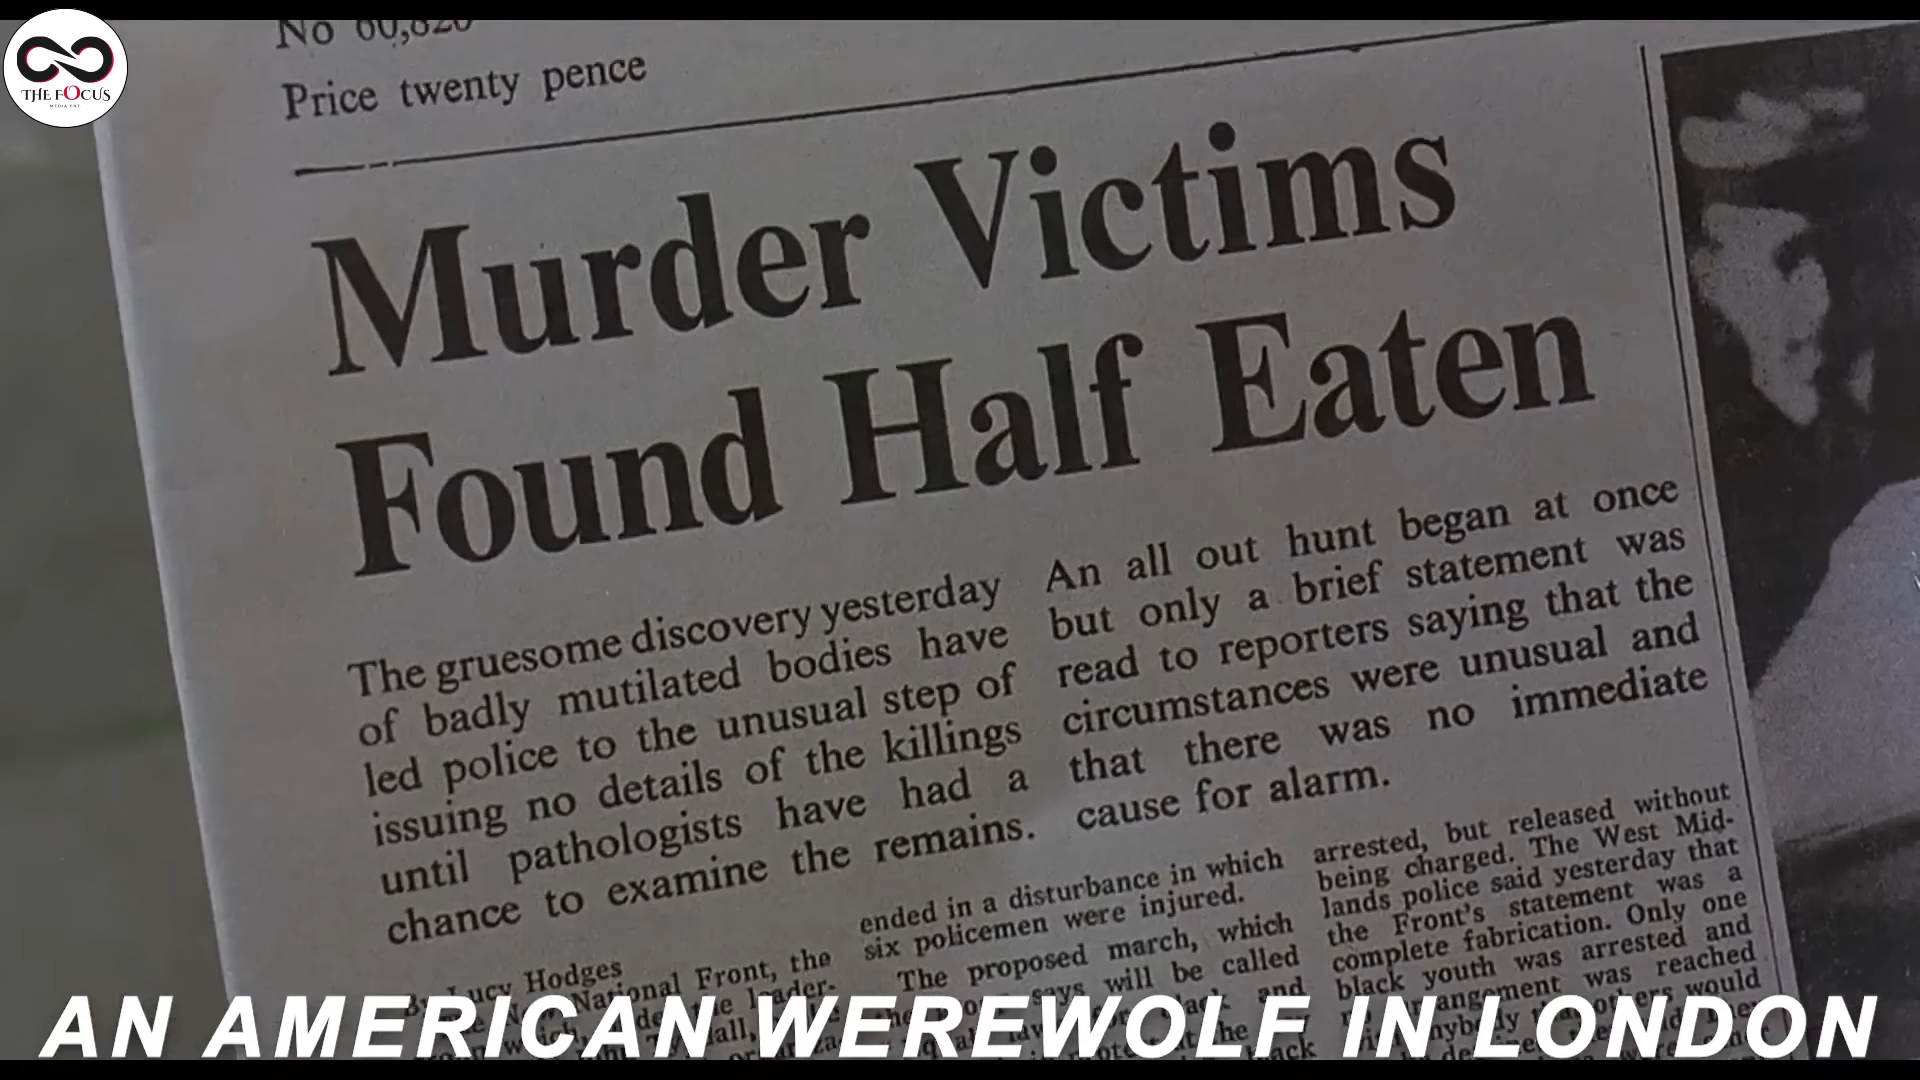 THE FOCUS
MEDIA ENT.
No 60,820
Price twenty pence
Murder Victims
Found Half Eaten
The gruesome discovery yesterday
of badly mutilated bodies have
led police to the unusual step of
issuing no details of the killings
until pathologists have had a
chance to examine the remains.
An all out hunt began at once
but only a brief statement was
read to reporters saying that the
circumstances were unusual and
that there was no immediate
cause for alarm.
By Lucy Hodges
National Front, the
ended in a disturbance in which
six policemen were injured.
The proposed march, which
says will be called
and
arrested, but released without
being charged. The West Mid-
lands police said yesterday that
the Front's statement was a
complete fabrication. Only one
black youth was arrested and
was reached
would
AN AMERICAN WEREWOLF IN LONDON